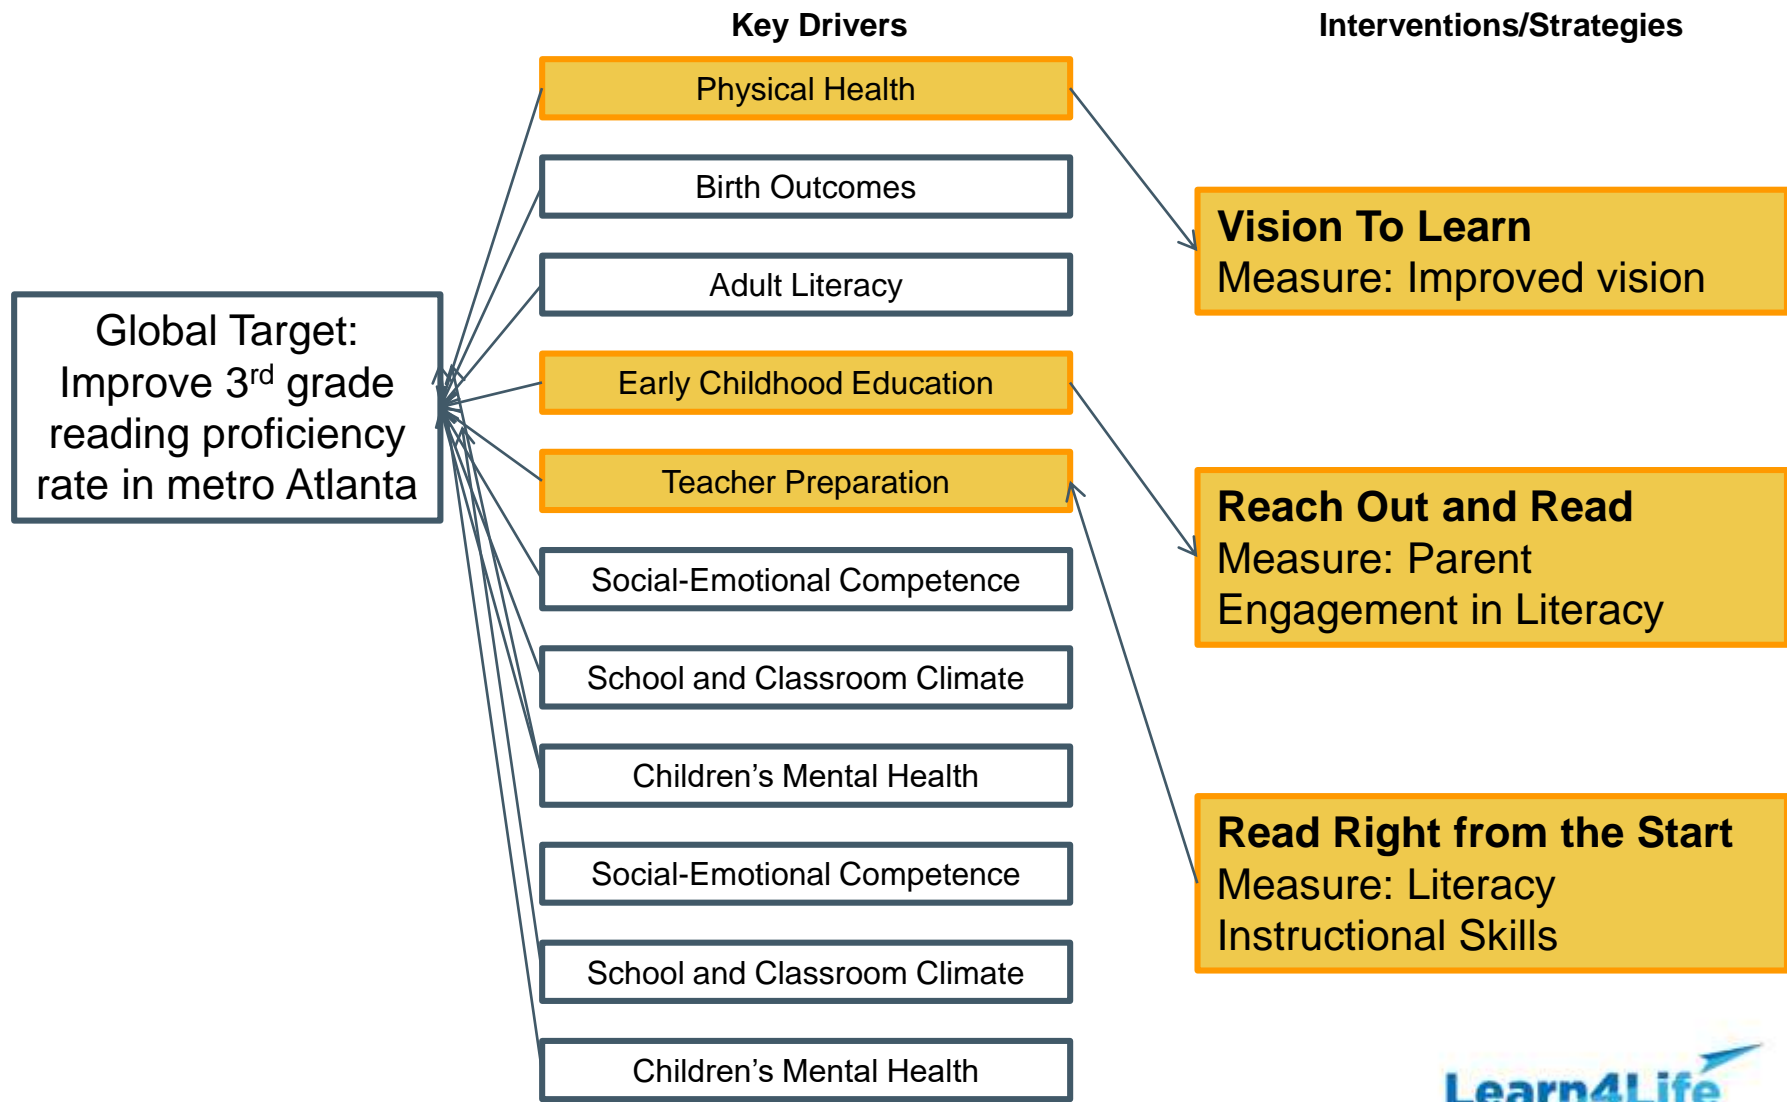 Key Drivers
Interventions/Strategies
Global Target:
Improve 3rd grade
reading proficiency
rate in metro Atlanta
Physical Health
Birth Outcomes
Adult Literacy
Early Childhood Education
Teacher Preparation
Social-Emotional Competence
School and Classroom Climate
Children’s Mental Health
Social-Emotional Competence
School and Classroom Climate
Children’s Mental Health
Vision To Learn
Measure: Improved vision
Reach Out and Read
Measure: Parent
Engagement in Literacy
Read Right from the Start
Measure: Literacy
Instructional Skills
Learn4Life